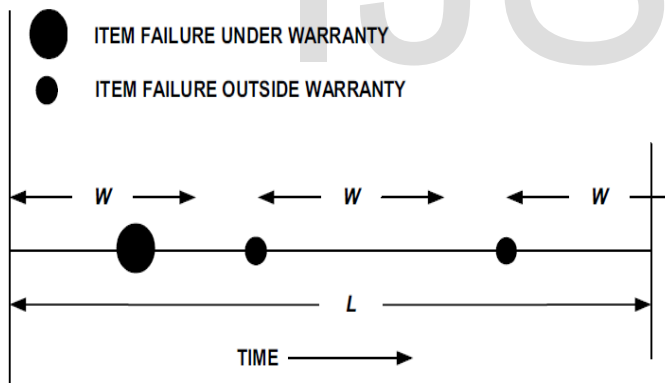 ITEM FAILURE UNDER WARRANTY
ITEM FAILURE OUTSIDE WARRANTY
W W W
L
TIME